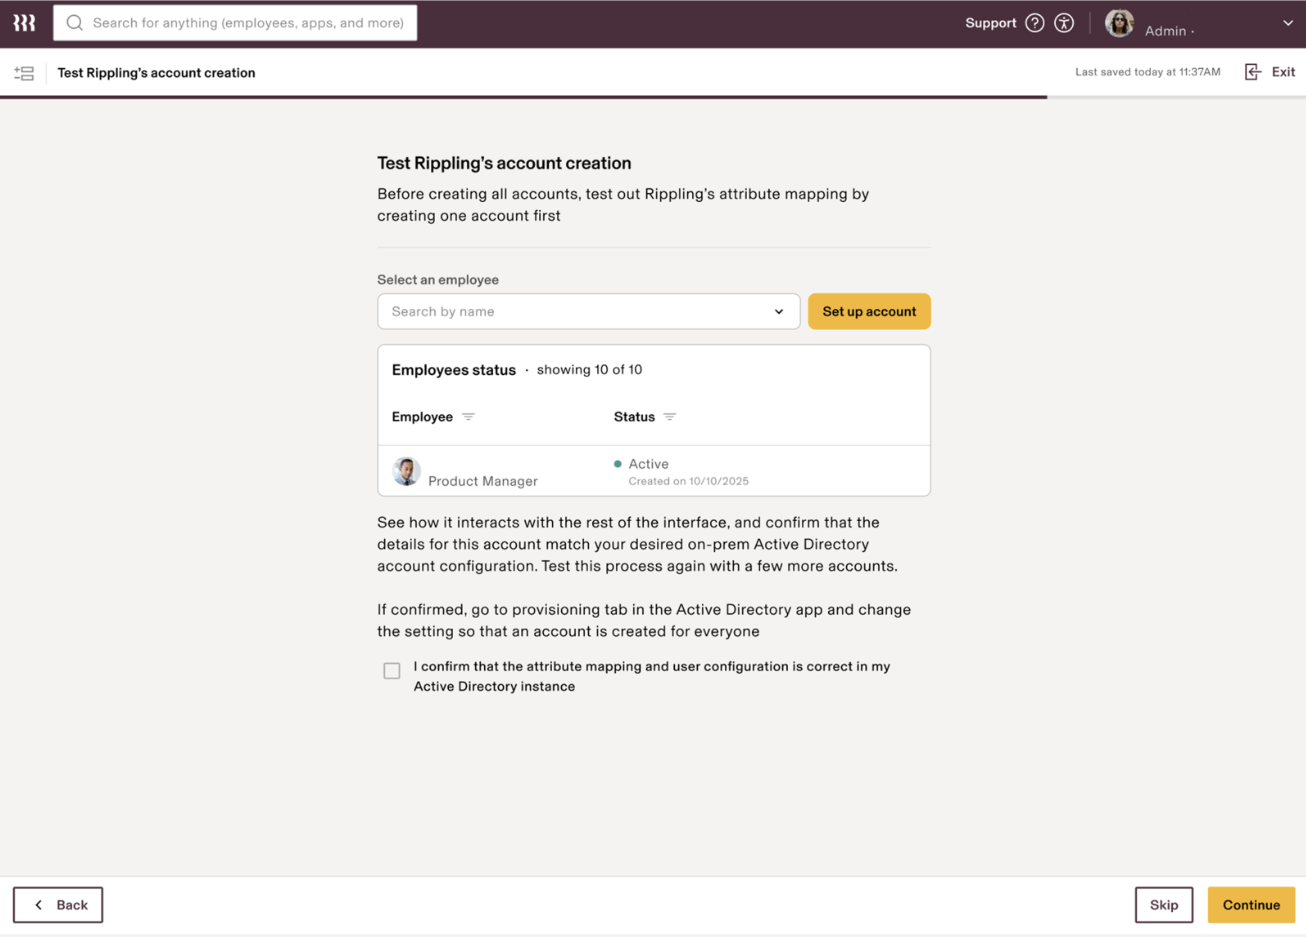 Search for anything (employees, apps, and more)
Support
Admin ·
Test Rippling's account creation
Last saved today at 11:37AM
Exit
Test Rippling's account creation
Before creating all accounts, test out Rippling's attribute mapping by
creating one account first
Select an employee
Search by name
Set up account
Employees status · showing 10 of 10
Employee
Status
Active
Product Manager
Created on 10/10/2025
See how it interacts with the rest of the interface, and confirm that the
details for this account match your desired on-prem Active Directory
account configuration. Test this process again with a few more accounts.
If confirmed, go to provisioning tab in the Active Directory app and change
the setting so that an account is created for everyone
I confirm that the attribute mapping and user configuration is correct in my
Active Directory instance
Back
Skip
Continue